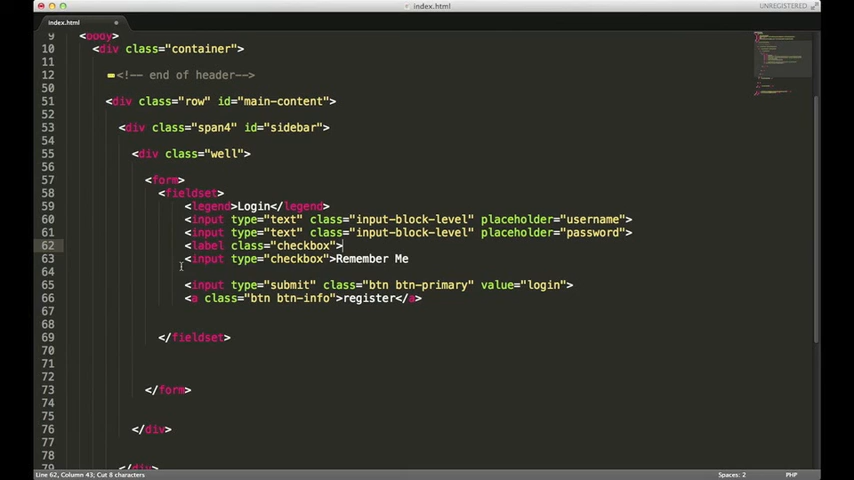 index.html
UNREGISTERED
index.html
9 <body>
10 <div class="container">
11
12 <!-- end of header-->
50
51 <div class="row" id="main-content">
52
53 <div class="span4" id="sidebar">
54
55 <div class="well">
56
57 <form>
58 <fieldset>
59 <legend>Login</legend>
60 <input type="text" class="input-block-level" placeholder="username">
61 <input type="text" class="input-block-level" placeholder="password">
62 <label class="checkbox">
63 <input type="checkbox">Remember Me
64
65 <input type="submit" class="btn btn-primary" value="login">
66 <a class="btn btn-info">register</a>
67
68
69 </fieldset>
70
71
72
73 </form>
74
75
76 </div>
77
78
79 </div>
Line 62, Column 43; Cut 8 characters
Spaces: 2
PHP